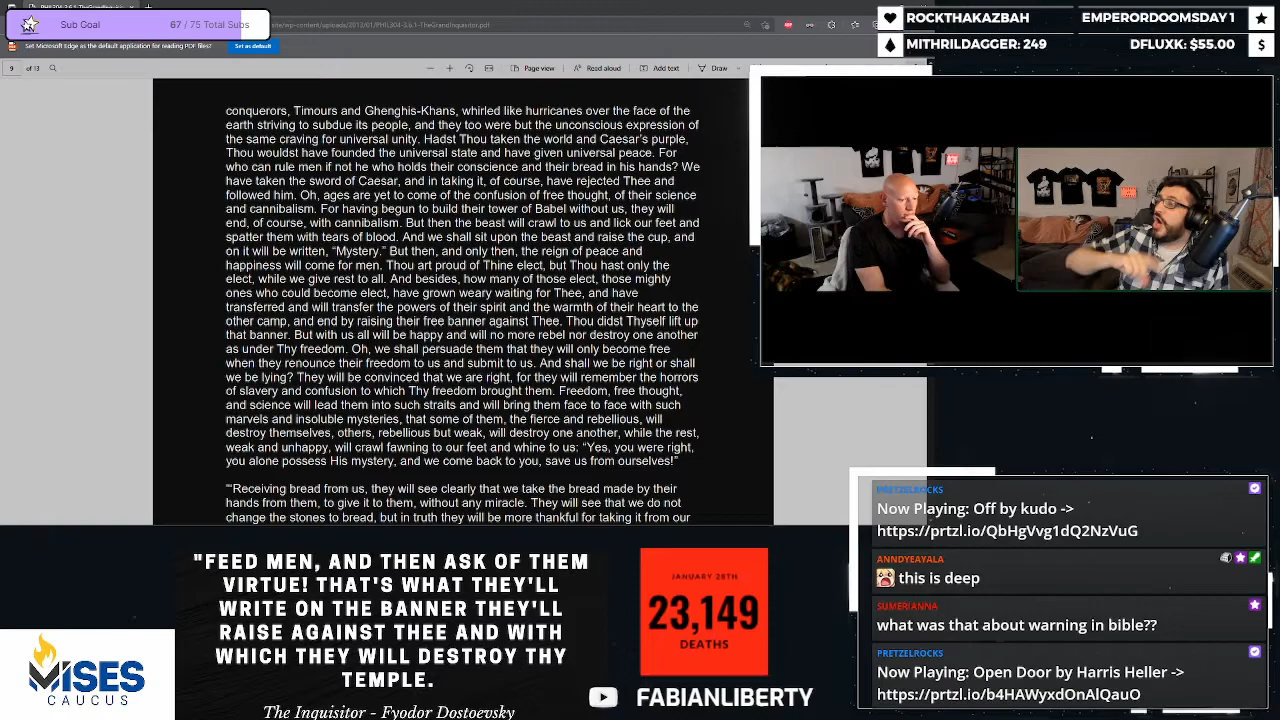 Sub Goal
67 / 75 Total Subs
site/wp-content/uploads/2013/01/PHIL304-3.6.1-TheGrandInquisitor.pdf
Set Microsoft Edge as the default application for reading PDF files?
Set as default
9 of 13
Page view
Read aloud
Add text
Draw
ROCKTHAKAZBAH
EMPERORDOOMSDAY 1
MITHRILDAGGER: 249
DFLUXK: $55.00
conquerors, Timours and Ghenghis-Khans, whirled like hurricanes over the face of the
earth striving to subdue its people, and they too were but the unconscious expression of
the same craving for universal unity. Hadst Thou taken the world and Caesar's purple,
Thou wouldst have founded the universal state and have given universal peace. For
who can rule men if not he who holds their conscience and their bread in his hands? We
have taken the sword of Caesar, and in taking it, of course, have rejected Thee and
followed him. Oh, ages are yet to come of the confusion of free thought, of their science
and cannibalism. For having begun to build their tower of Babel without us, they will
end, of course, with cannibalism. But then the beast will crawl to us and lick our feet and
spatter them with tears of blood. And we shall sit upon the beast and raise the cup, and
on it will be written, “Mystery.” But then, and only then, the reign of peace and
happiness will come for men. Thou art proud of Thine elect, but Thou hast only the
elect, while we give rest to all. And besides, how many of those elect, those mighty
ones who could become elect, have grown weary waiting for Thee, and have
transferred and will transfer the powers of their spirit and the warmth of their heart to the
other camp, and end by raising their free banner against Thee. Thou didst Thyself lift up
that banner. But with us all will be happy and will no more rebel nor destroy one another
as under Thy freedom. Oh, we shall persuade them that they will only become free
when they renounce their freedom to us and submit to us. And shall we be right or shall
we be lying? They will be convinced that we are right, for they will remember the horrors
of slavery and confusion to which Thy freedom brought them. Freedom, free thought,
and science will lead them into such straits and will bring them face to face with such
marvels and insoluble mysteries, that some of them, the fierce and rebellious, will
destroy themselves, others, rebellious but weak, will destroy one another, while the rest,
weak and unhappy, will crawl fawning to our feet and whine to us: “Yes, you were right,
you alone possess His mystery, and we come back to you, save us from ourselves!”
“‘Receiving bread from us, they will see clearly that we take the bread made by their
hands from them, to give it to them, without any miracle. They will see that we do not
change the stones to bread, but in truth they will be more thankful for taking it from our
PRETZELROCKS
Now Playing: Off by kudo ->
https://prtzl.io/QbHgVvg1dQ2NzVuG
ANNDYEAYALA
this is deep
SUMERIANNA
what was that about warning in bible??
PRETZELROCKS
Now Playing: Open Door by Harris Heller ->
https://prtzl.io/b4HAWyxdOnAlQauO
"FEED MEN, AND THEN ASK OF THEM
VIRTUE! THAT'S WHAT THEY'LL
WRITE ON THE BANNER THEY'LL
RAISE AGAINST THEE AND WITH
WHICH THEY WILL DESTROY THY
TEMPLE.
The Inquisitor - Fyodor Dostoevsky
JANUARY 28TH
23,149
DEATHS
FABIANLIBERTY
MISES
CAUCUS